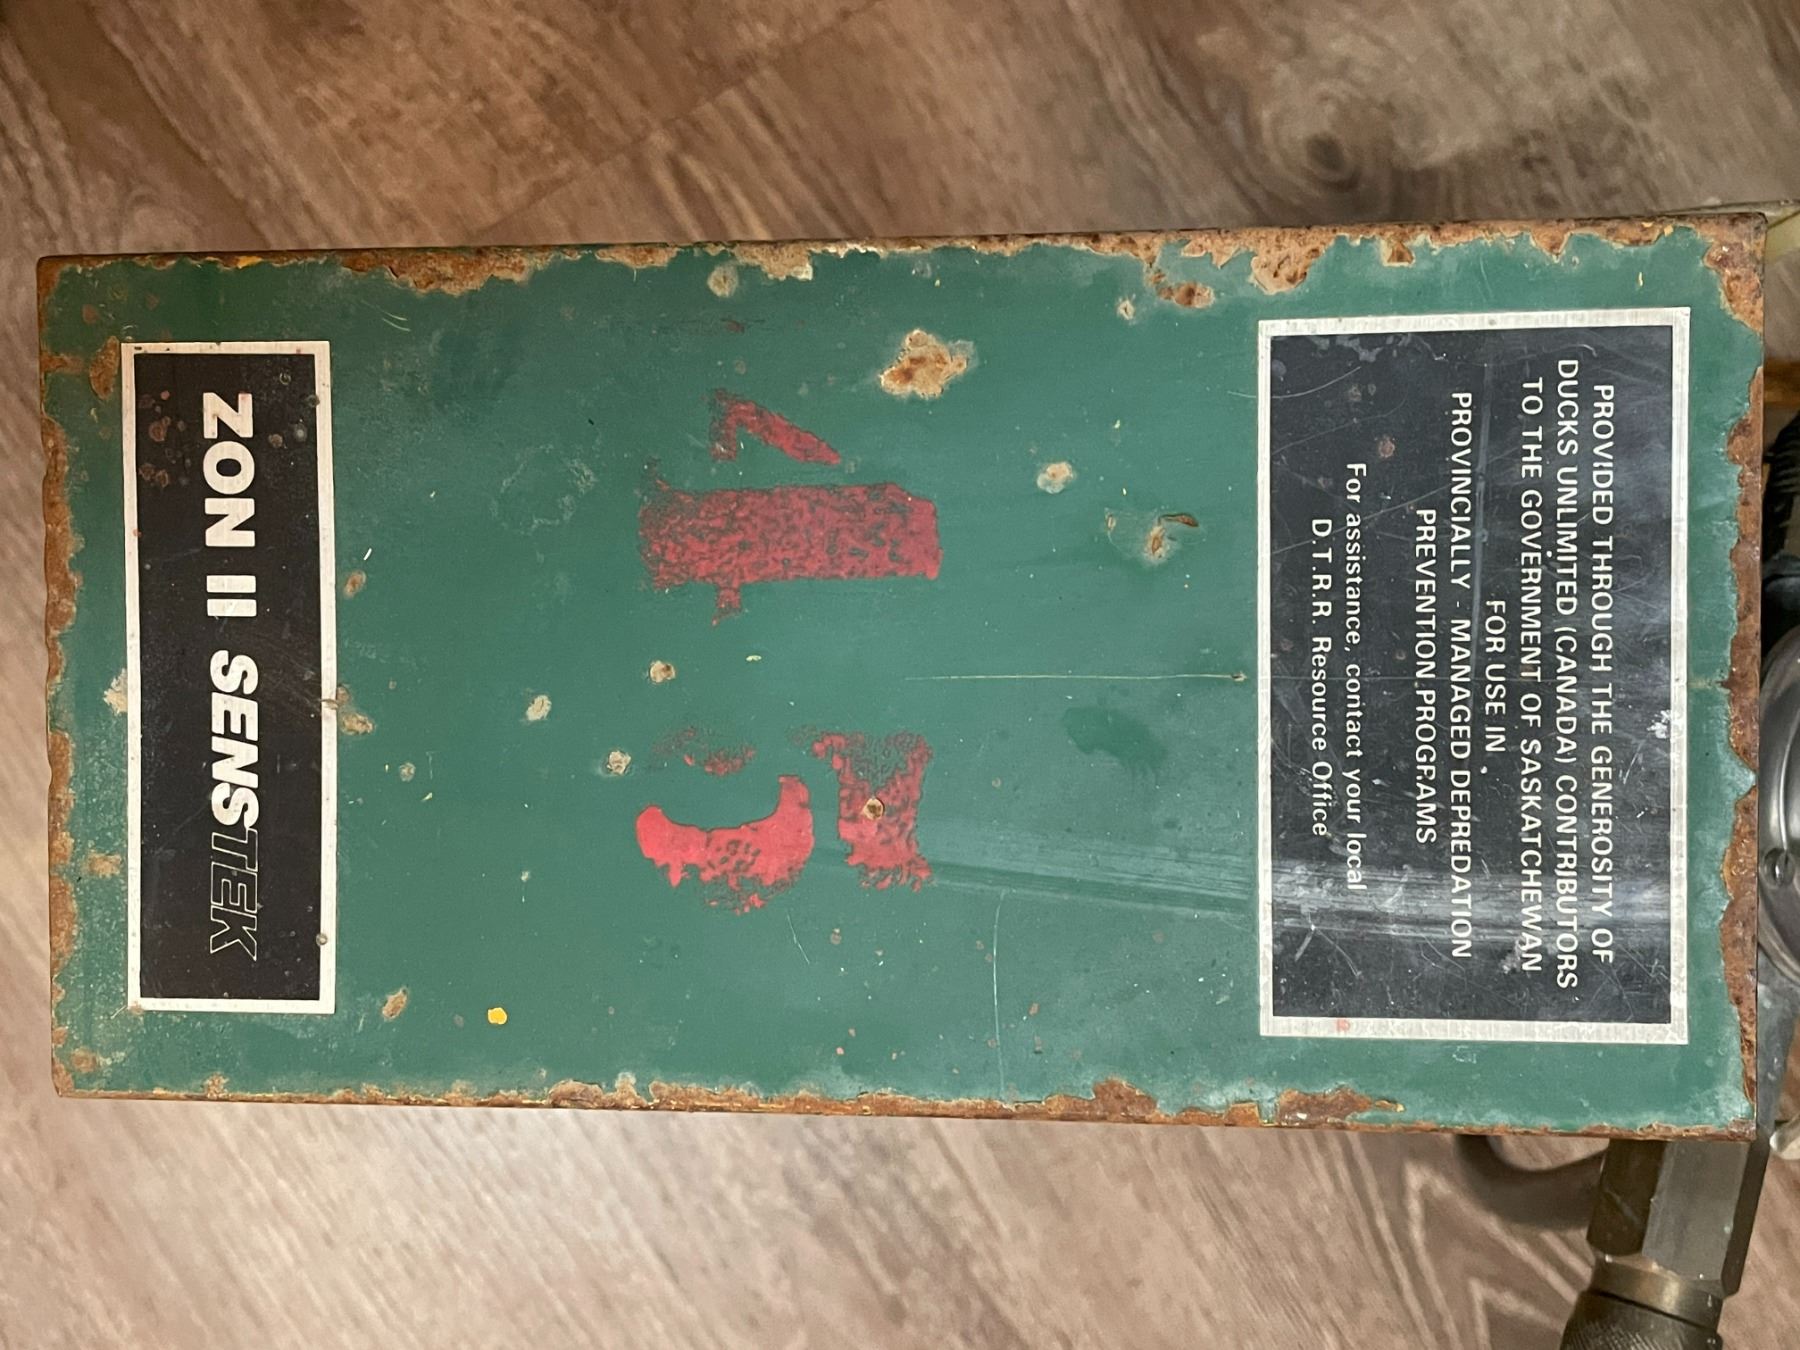 PROVIDED THROUGH THE GENEROSITY OF
DUCKS UNLIMITED (CANADA) CONTRIBUTORS
TO THE GOVERNMENT OF SASKATCHEWAN
FOR USE IN
PROVINCIALLY - MANAGED DEPREDATION
PREVENTION PROGRAMS
For assistance, contact your local
D.T.R.R. Resource Office
45
ZON II SENSTEK